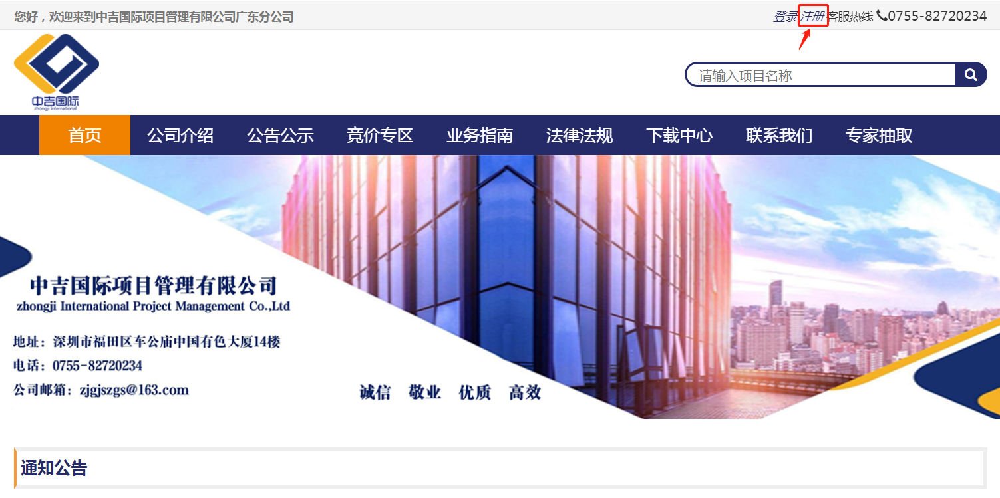 您好，欢迎来到中吉国际项目管理有限公司广东分公司
登录 注册 客服热线 0755-82720234
中吉国际
zhongji International
请输入项目名称
首页 公司介绍 公告公示 竞价专区 业务指南 法律法规 下载中心 联系我们 专家抽取
中吉国际项目管理有限公司
zhongji International Project Management Co.,Ltd
地址：深圳市福田区车公庙中国有色大厦14楼
电话：0755-82720234
公司邮箱：zjgjszgs@163.com
诚信 敬业 优质 高效
通知公告